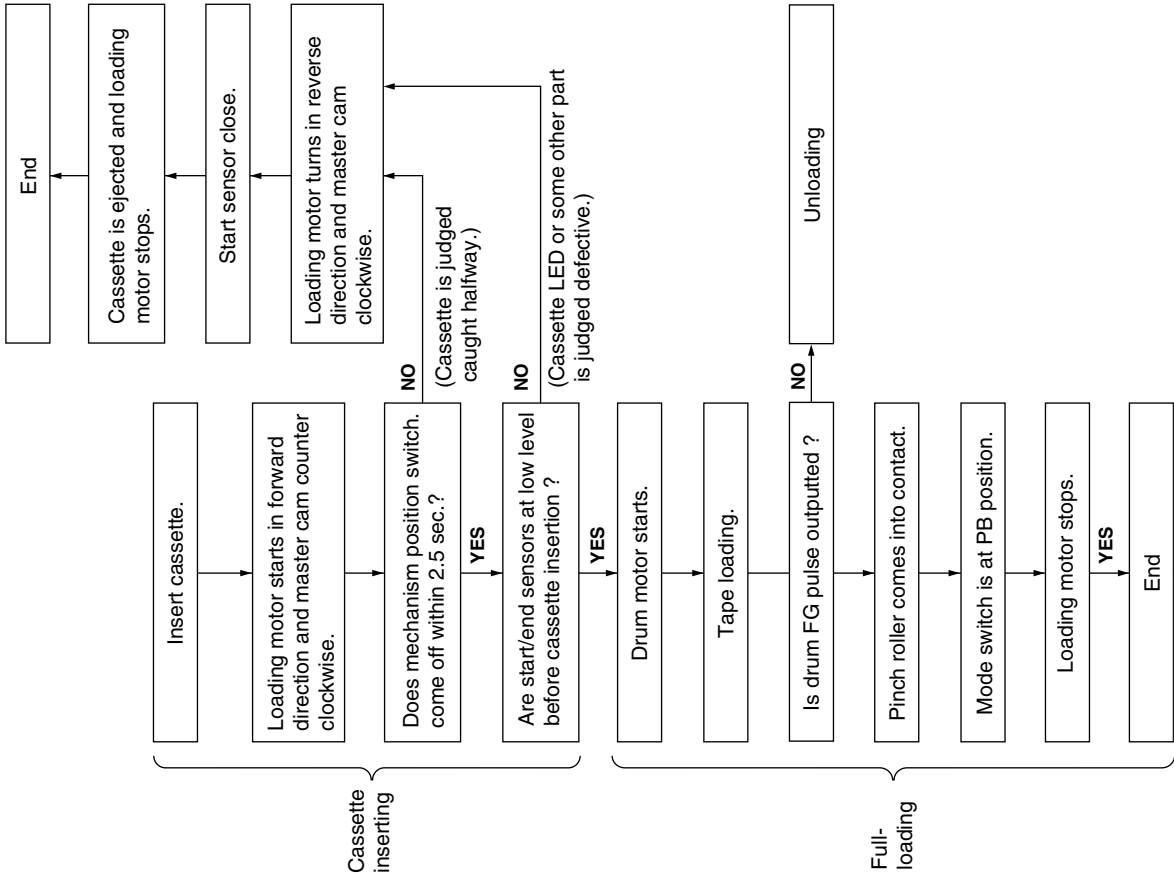 Cassette
inserting
Insert cassette.
Loading motor starts in forward
direction and master cam counter
clockwise.
Does mechanism position switch.
come off within 2.5 sec.?
NO
(Cassette is judged
caught halfway.)
YES
Are start/end sensors at low level
before cassette insertion ?
NO
(Cassette LED or some other part
is judged defective.)
YES
End
Cassette is ejected and loading
motor stops.
Start sensor close.
Loading motor turns in reverse
direction and master cam
clockwise.
Full-
loading
Drum motor starts.
Tape loading.
Is drum FG pulse outputted ?
NO
Unloading
Pinch roller comes into contact.
Mode switch is at PB position.
Loading motor stops.
YES
End